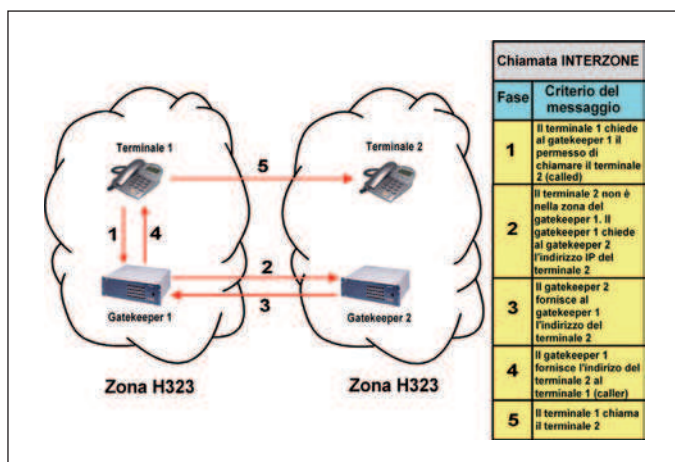 Terminale 1
Terminale 2
5
1
4
2
3
Gatekeeper 1
Gatekeeper 2
Zona H323
Zona H323
Chiamata INTERZONE
Fase
Criterio del
messaggio
1
Il terminale 1 chiede
al gatekeeper 1 il
permesso di
chiamare il terminale
2 (called)
2
Il terminale 2 non è
nella zona del
gatekeeper 1. Il
gatekeeper 1 chiede
al gatekeeper 2
l'indirizzo IP del
terminale 2
3
Il gatekeeper 2
fornisce al
gatekeeper 1
l'indirizzo del
terminale 2
4
Il gatekeeper 1
fornisce l'indirizo del
terminale 2 al
terminale 1 (caller)
5
Il terminale 1 chiama
il terminale 2